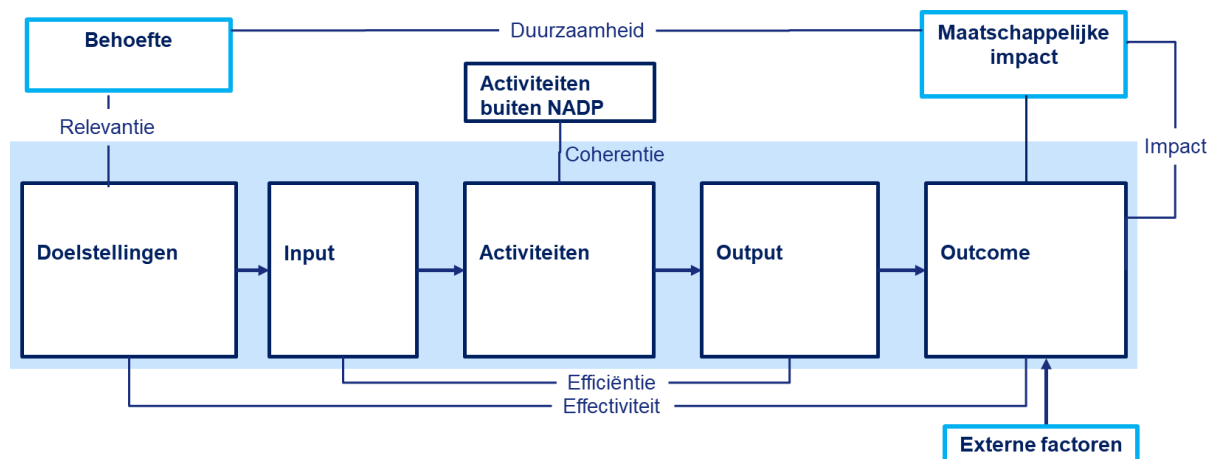 Behoefte
Duurzaamheid
Maatschappelijke
impact
Activiteiten
buiten NADP
Relevantie
Coherentie
Impact
Doelstellingen
Input
Activiteiten
Output
Outcome
Efficiëntie
Effectiviteit
Externe factoren